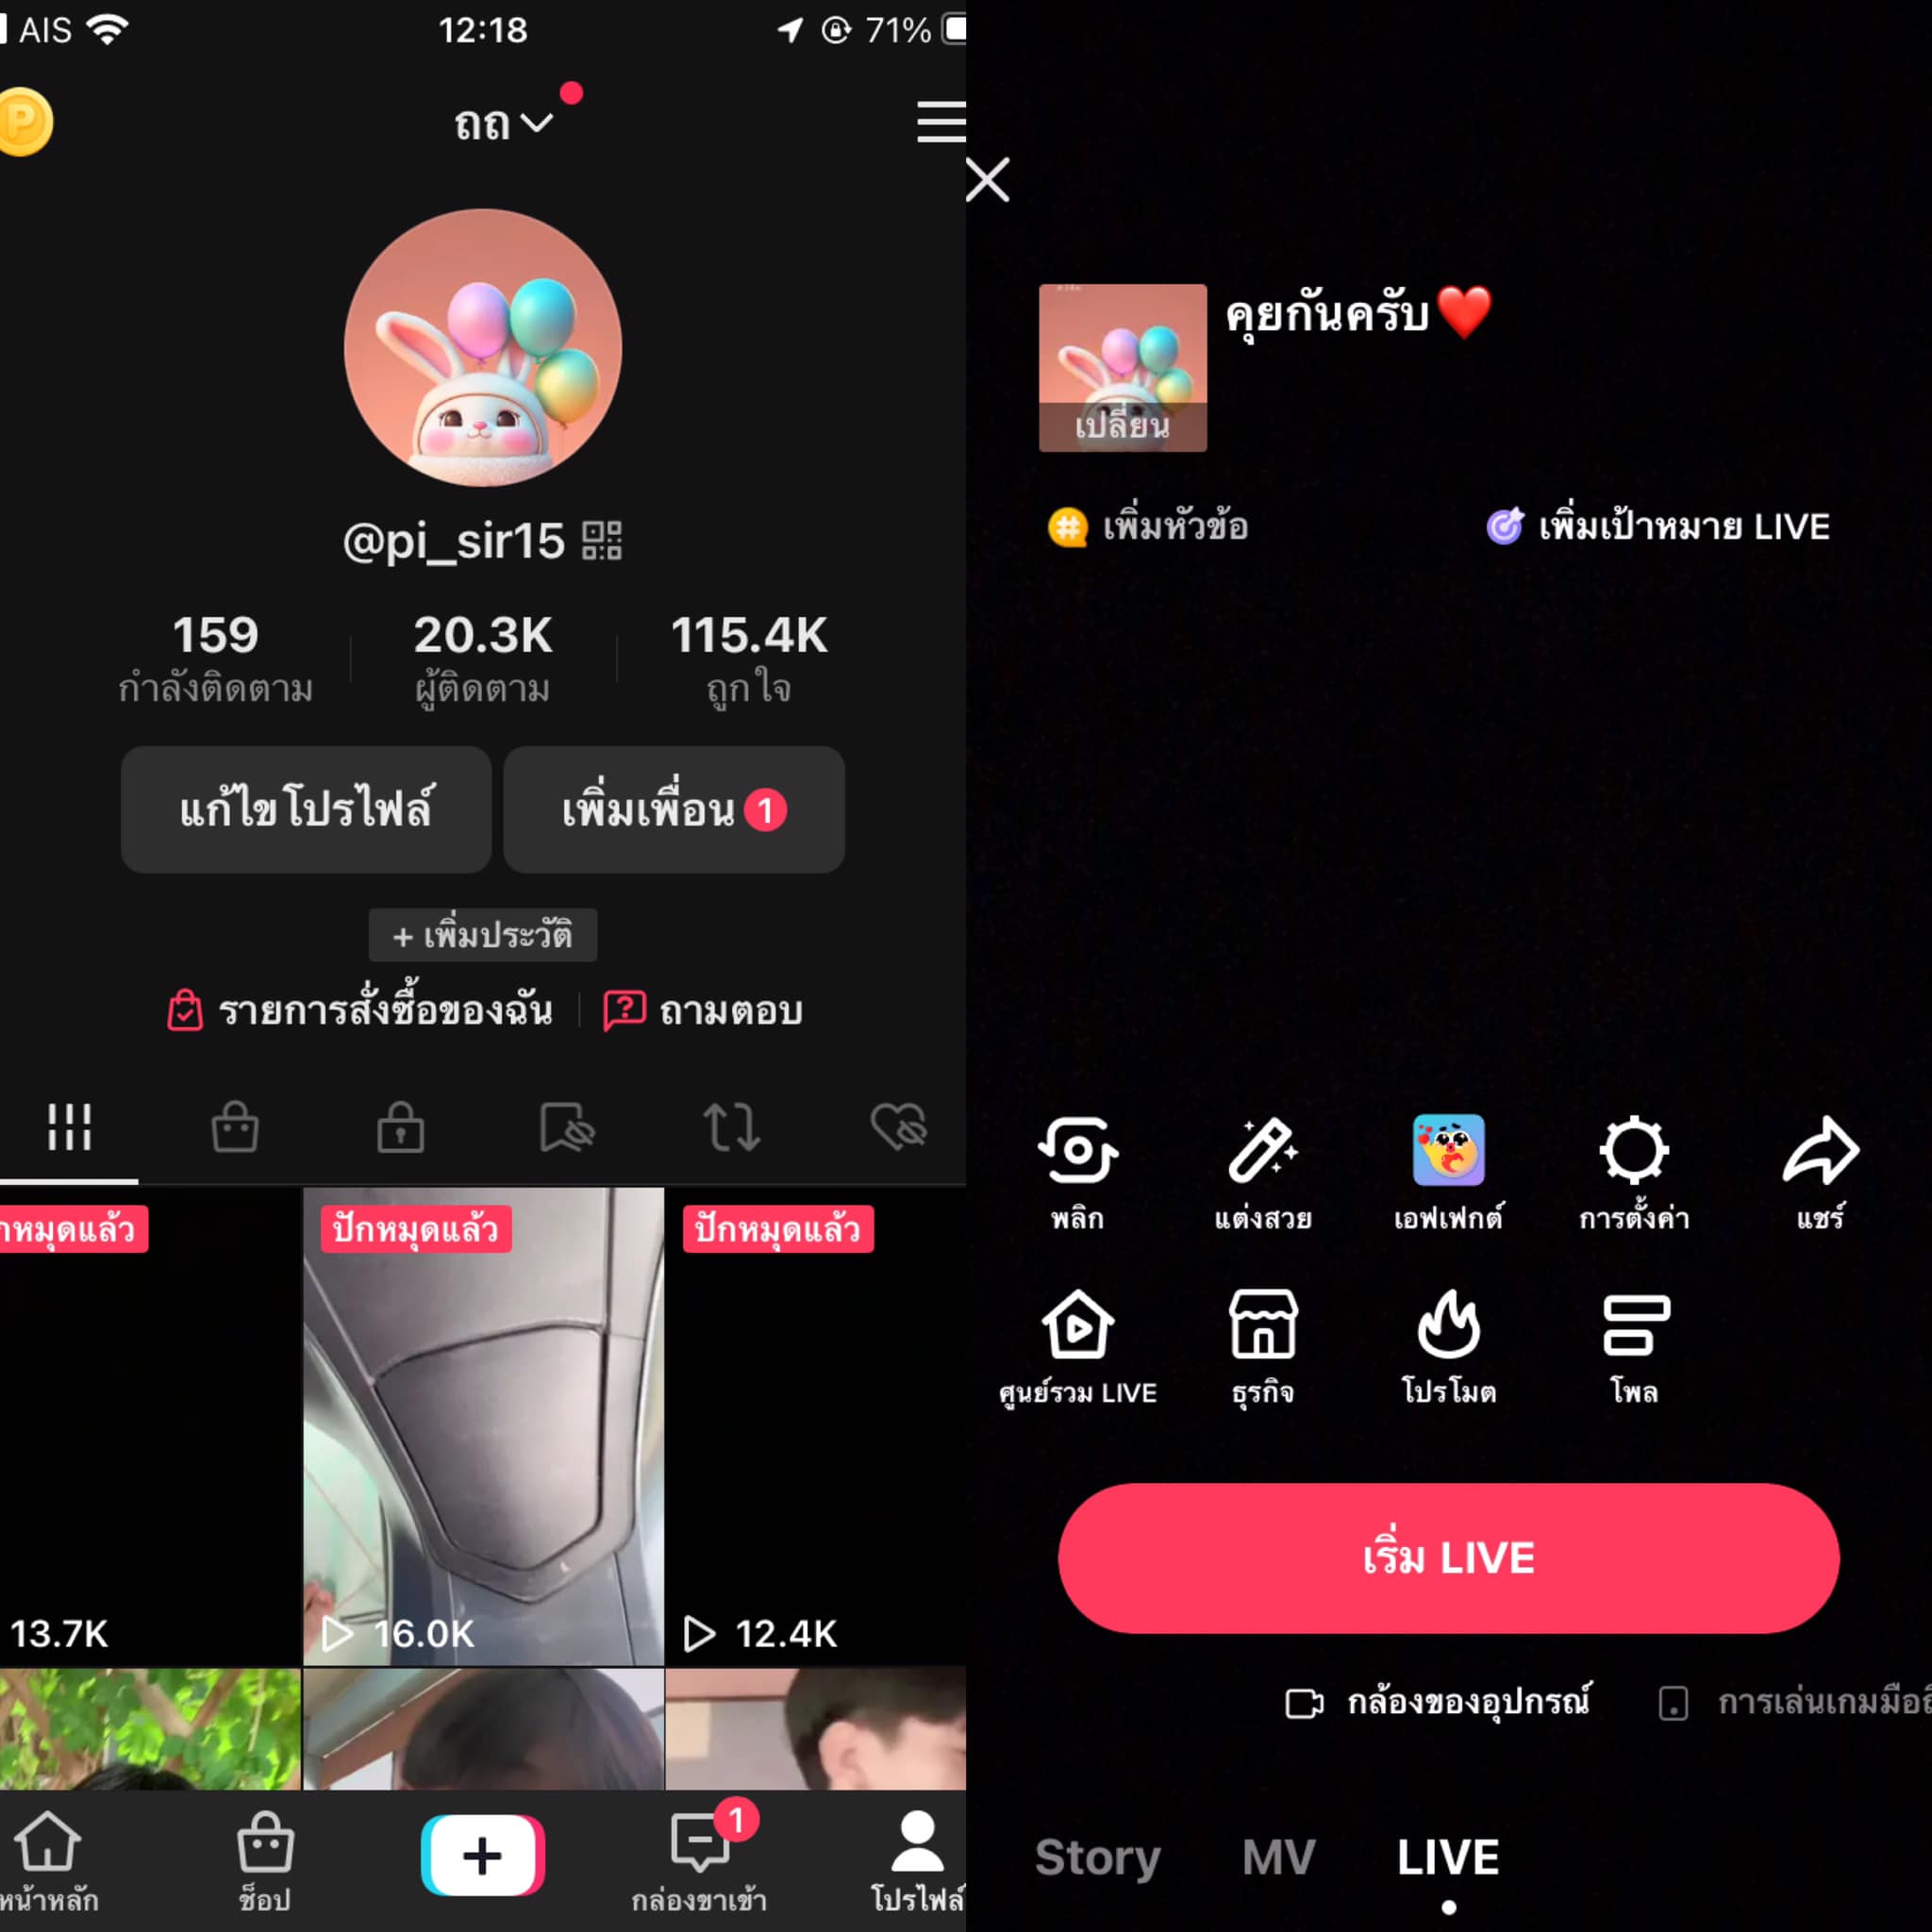 AIS 12:18 71%
ถถ
@pi_sir15
159 20.3K 115.4K
กำลังติดตาม ผู้ติดตาม ถูกใจ
แก้ไขโปรไฟล์ เพิ่มเพื่อน 1
+ เพิ่มประวัติ
รายการสั่งซื้อของฉัน ถามตอบ
ปักหมุดแล้ว ปักหมุดแล้ว
13.7K 16.0K 12.4K
หน้าหลัก ช็อป กล่องขาเข้า 1 โปรไฟล์
คุยกันครับ❤️
เปลี่ยน
เพิ่มหัวข้อ เพิ่มเป้าหมาย LIVE
พลิก แต่งสวย เอฟเฟกต์ การตั้งค่า แชร์
ศูนย์รวม LIVE ธุรกิจ โปรโมต โพล
เริ่ม LIVE
กล้องของอุปกรณ์ การเล่นเกมมือถ
Story MV LIVE